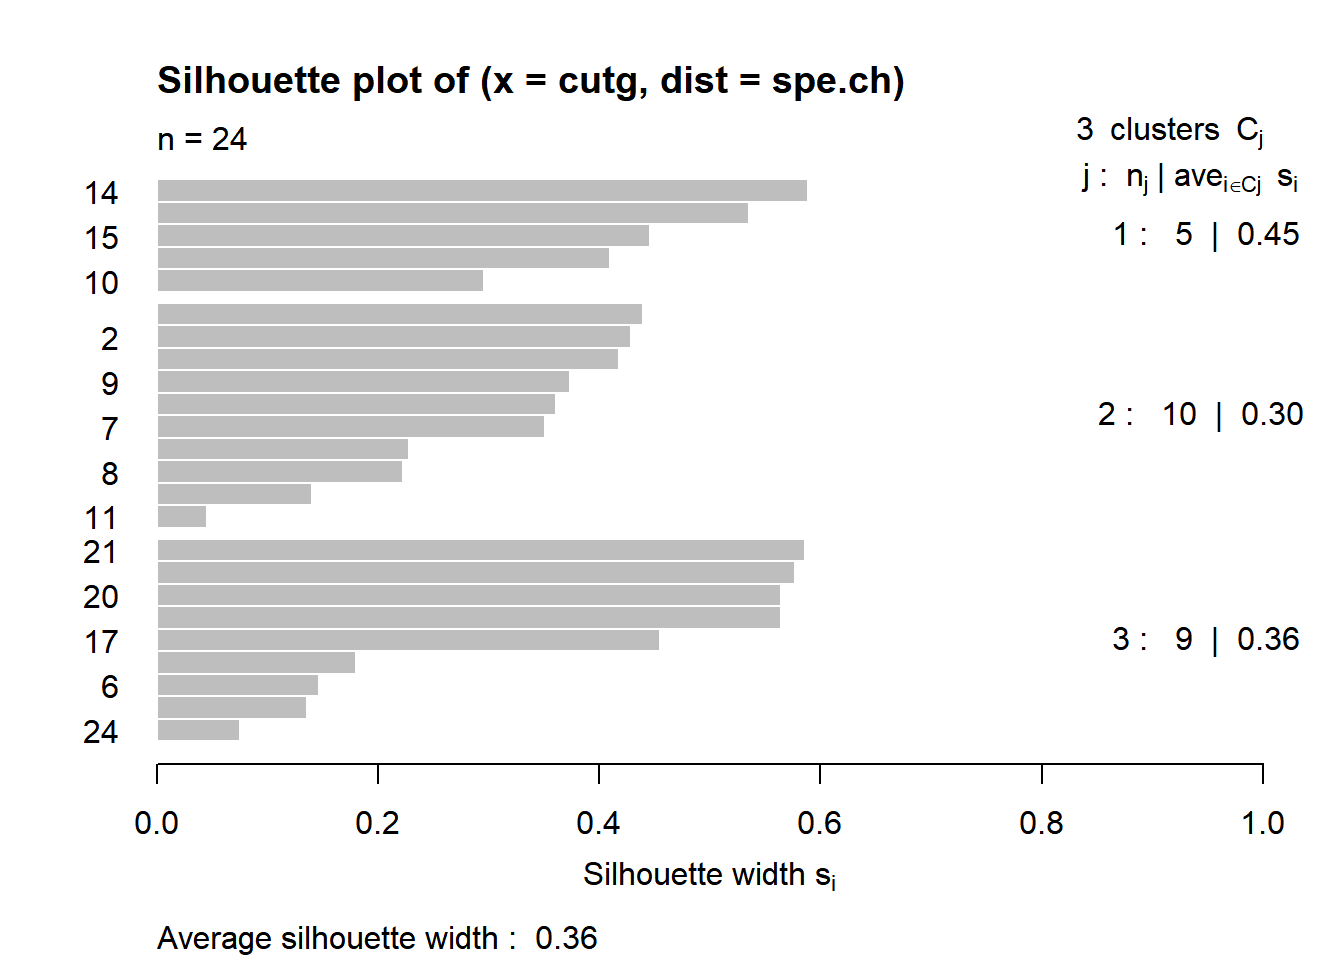 Silhouette plot of (x = cutg, dist = spe.ch)
n = 24
3 clusters Cj
j : nj | avei∈Cj si
14
15
10
1 : 5 | 0.45
2
9
7
8
11
2 : 10 | 0.30
21
20
17
6
24
3 : 9 | 0.36
0.0 0.2 0.4 0.6 0.8 1.0
Silhouette width si
Average silhouette width : 0.36